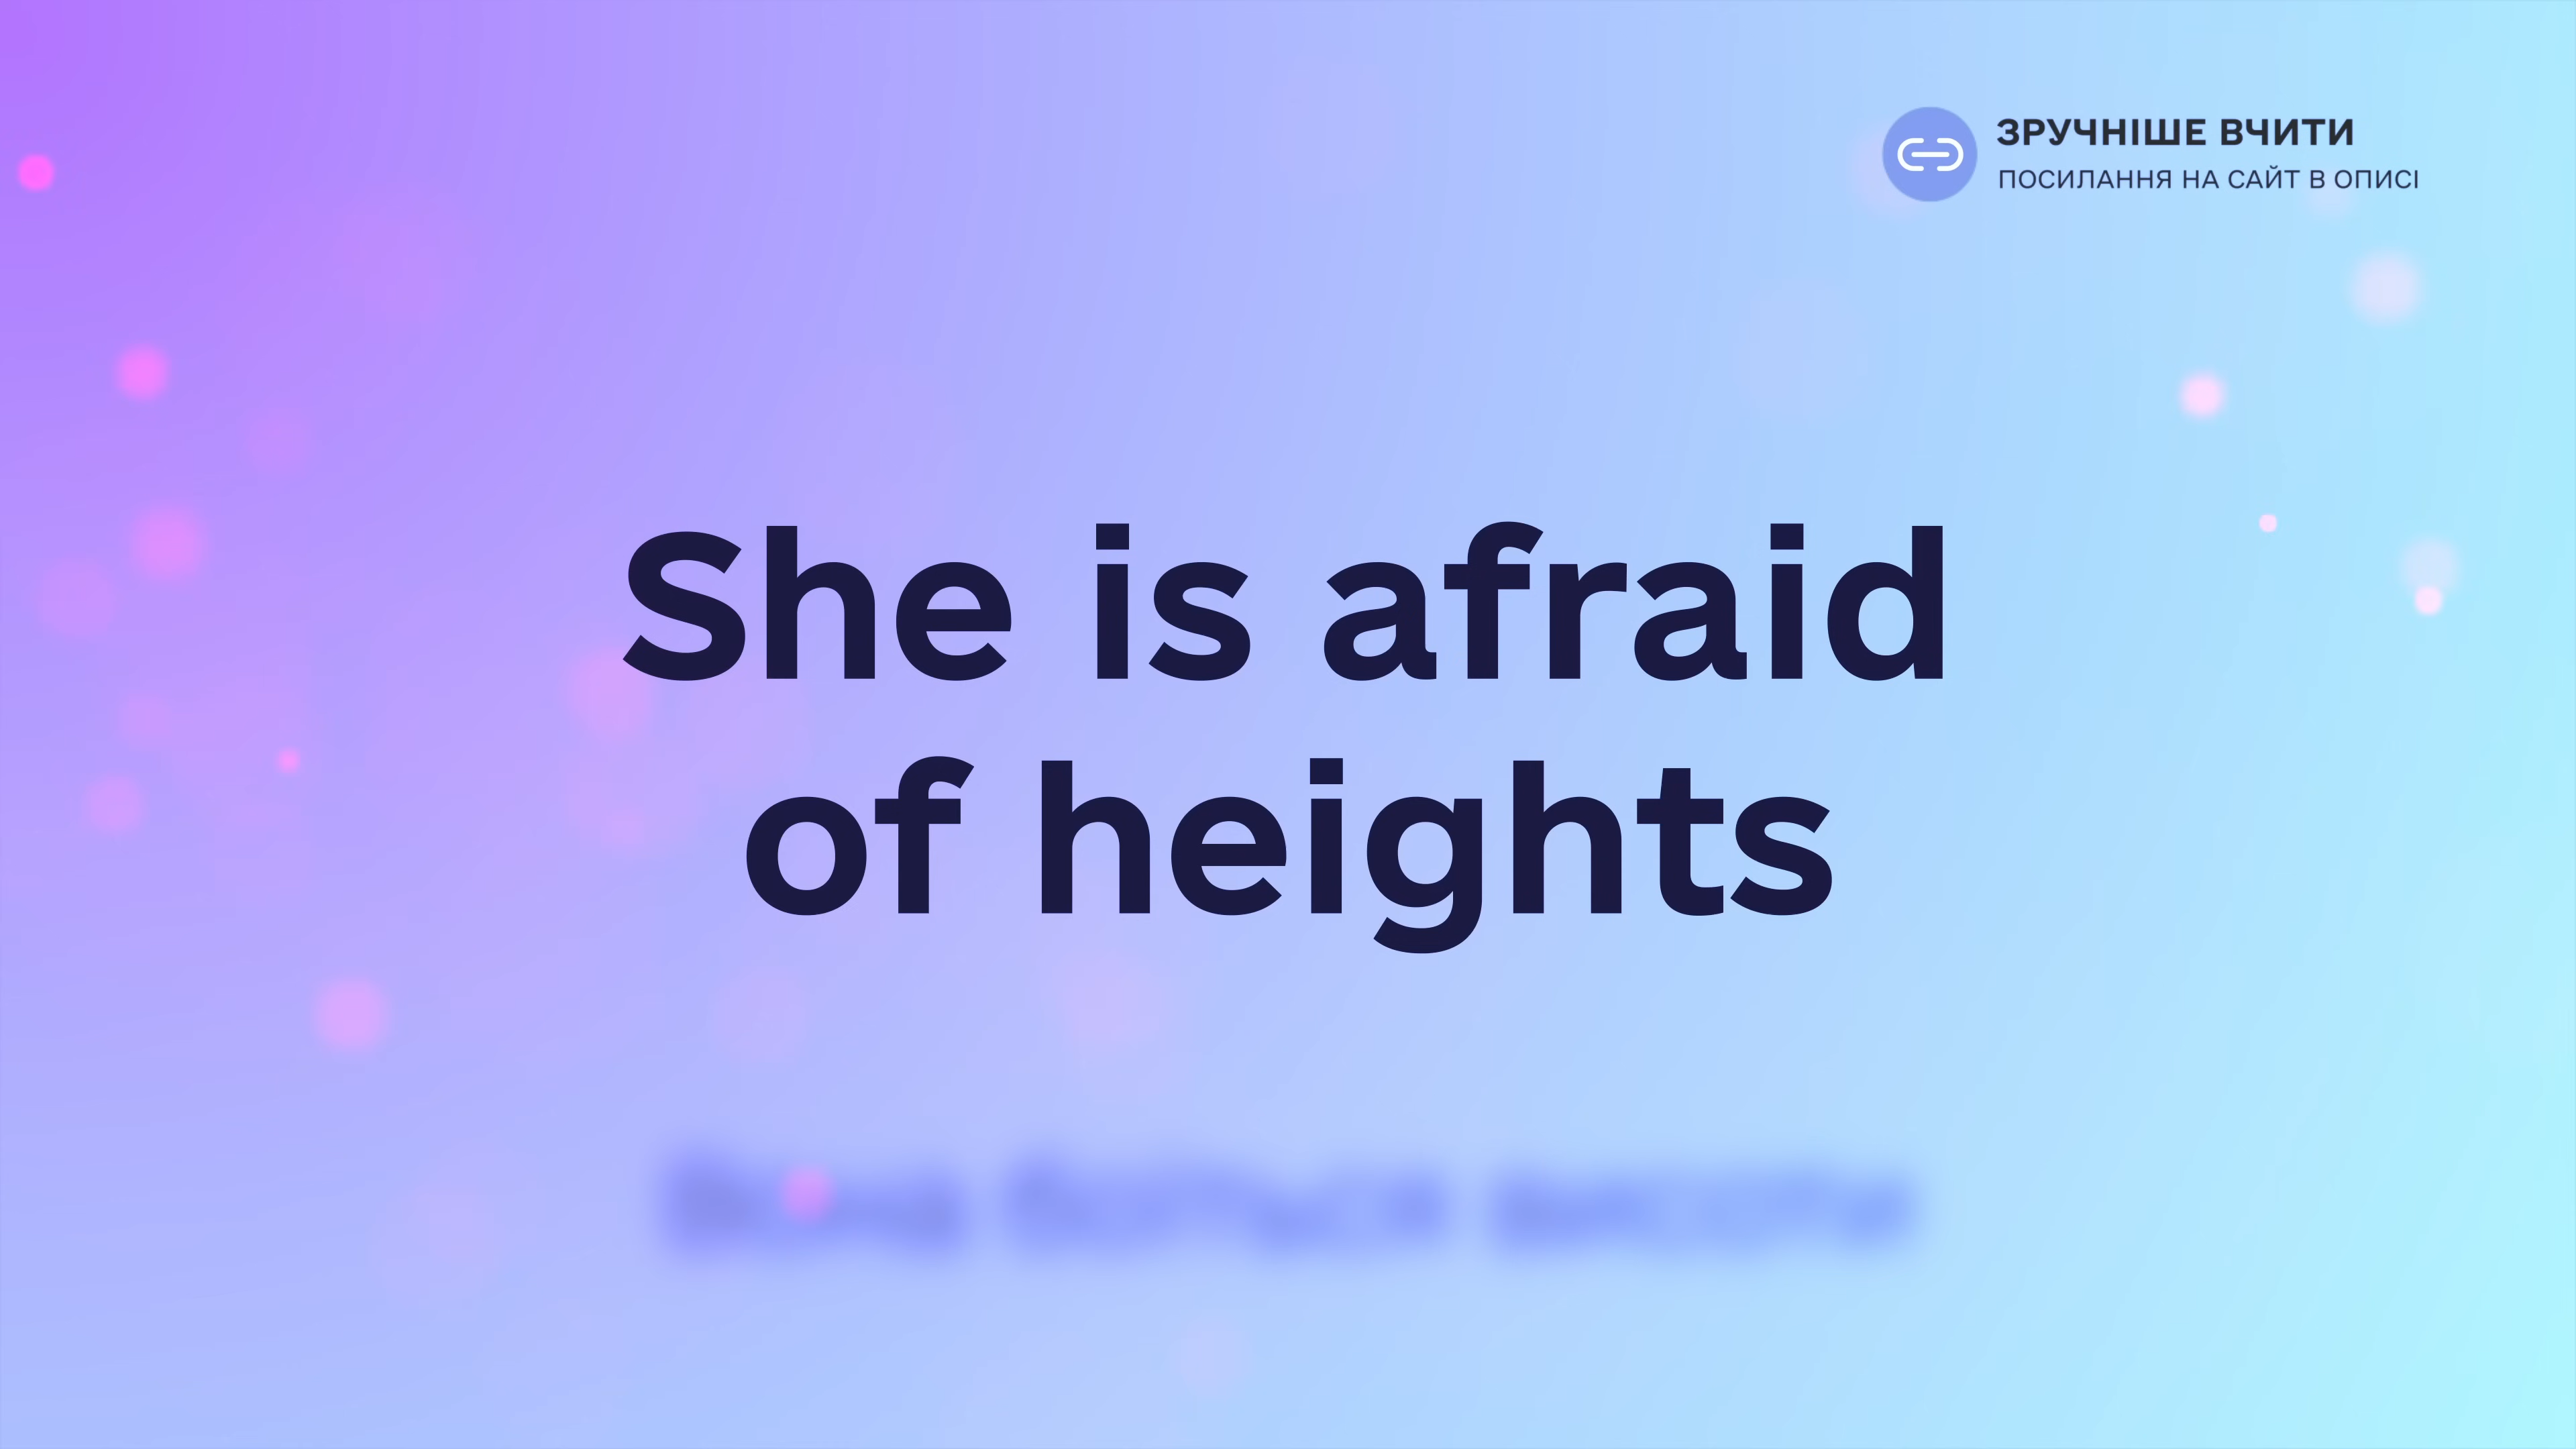 ЗРУЧНІШЕ ВЧИТИ
ПОСИЛАННЯ НА САЙТ В ОПИСІ
She is afraid
of heights